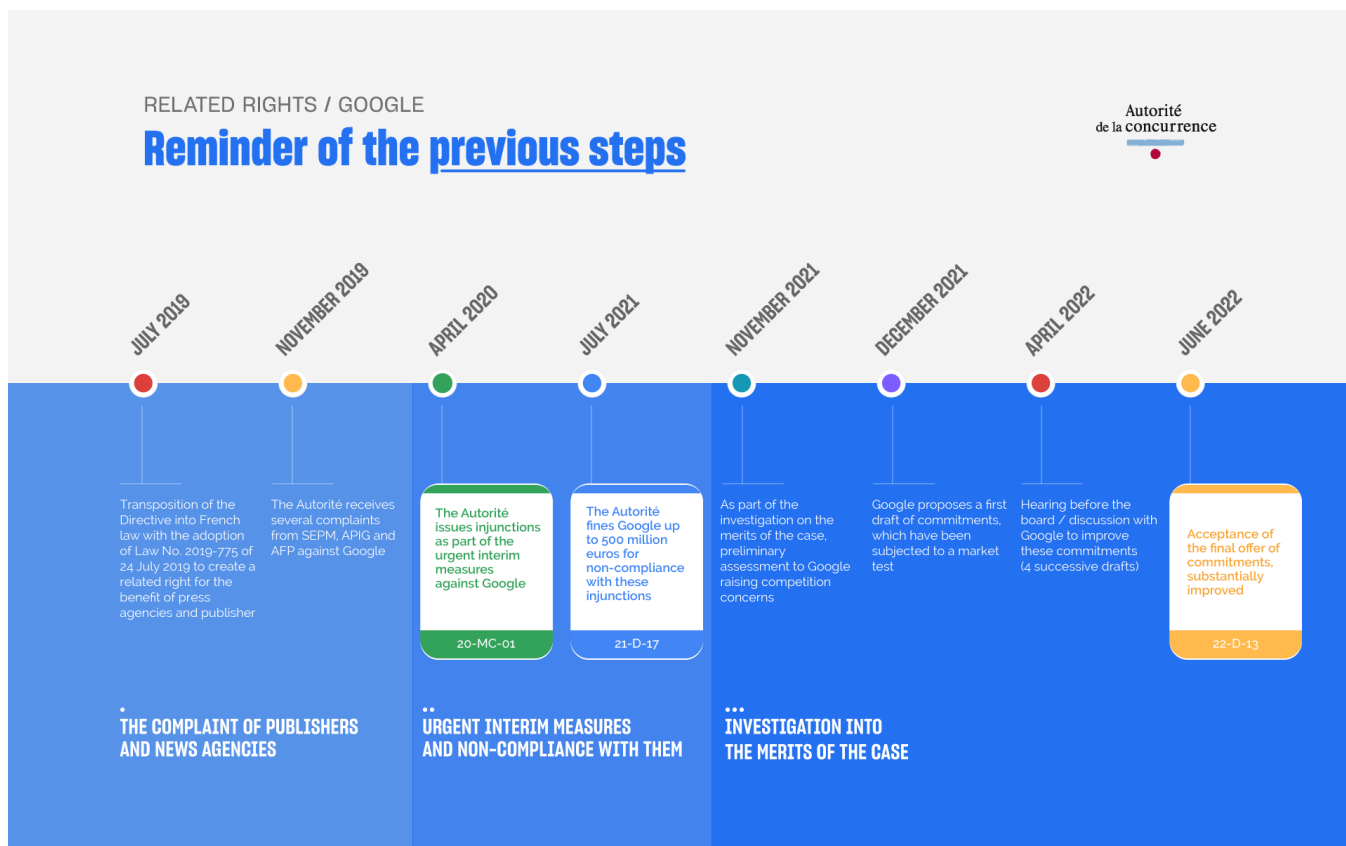 RELATED RIGHTS / GOOGLE
Reminder of the previous steps
Autorité
de la concurrence
JULY 2019
NOVEMBER 2019
APRIL 2020
JULY 2021
NOVEMBER 2021
DECEMBER 2021
APRIL 2022
JUNE 2022
Transposition of the
Directive into French
law with the adoption
of Law No. 2019-775 of
24 July 2019 to create a
related right for the
benefit of press
agencies and publisher
The Autorité receives
several complaints
from SEPM, APIG and
AFP against Google
The Autorité
issues injunctions
as part of the
urgent interim
measures
against Google
20-MC-01
The Autorité
fines Google up
to 500 million
euros for
non-compliance
with these
injunctions
21-D-17
As part of the
investigation on the
merits of the case,
preliminary
assessment to Google
raising competition
concerns
Google proposes a first
draft of commitments,
which have been
subjected to a market
test
Hearing before the
board / discussion with
Google to improve
these commitments
(4 successive drafts)
Acceptance of
the final offer of
commitments,
substantially
improved
22-D-13
THE COMPLAINT OF PUBLISHERS
AND NEWS AGENCIES
URGENT INTERIM MEASURES
AND NON-COMPLIANCE WITH THEM
INVESTIGATION INTO
THE MERITS OF THE CASE